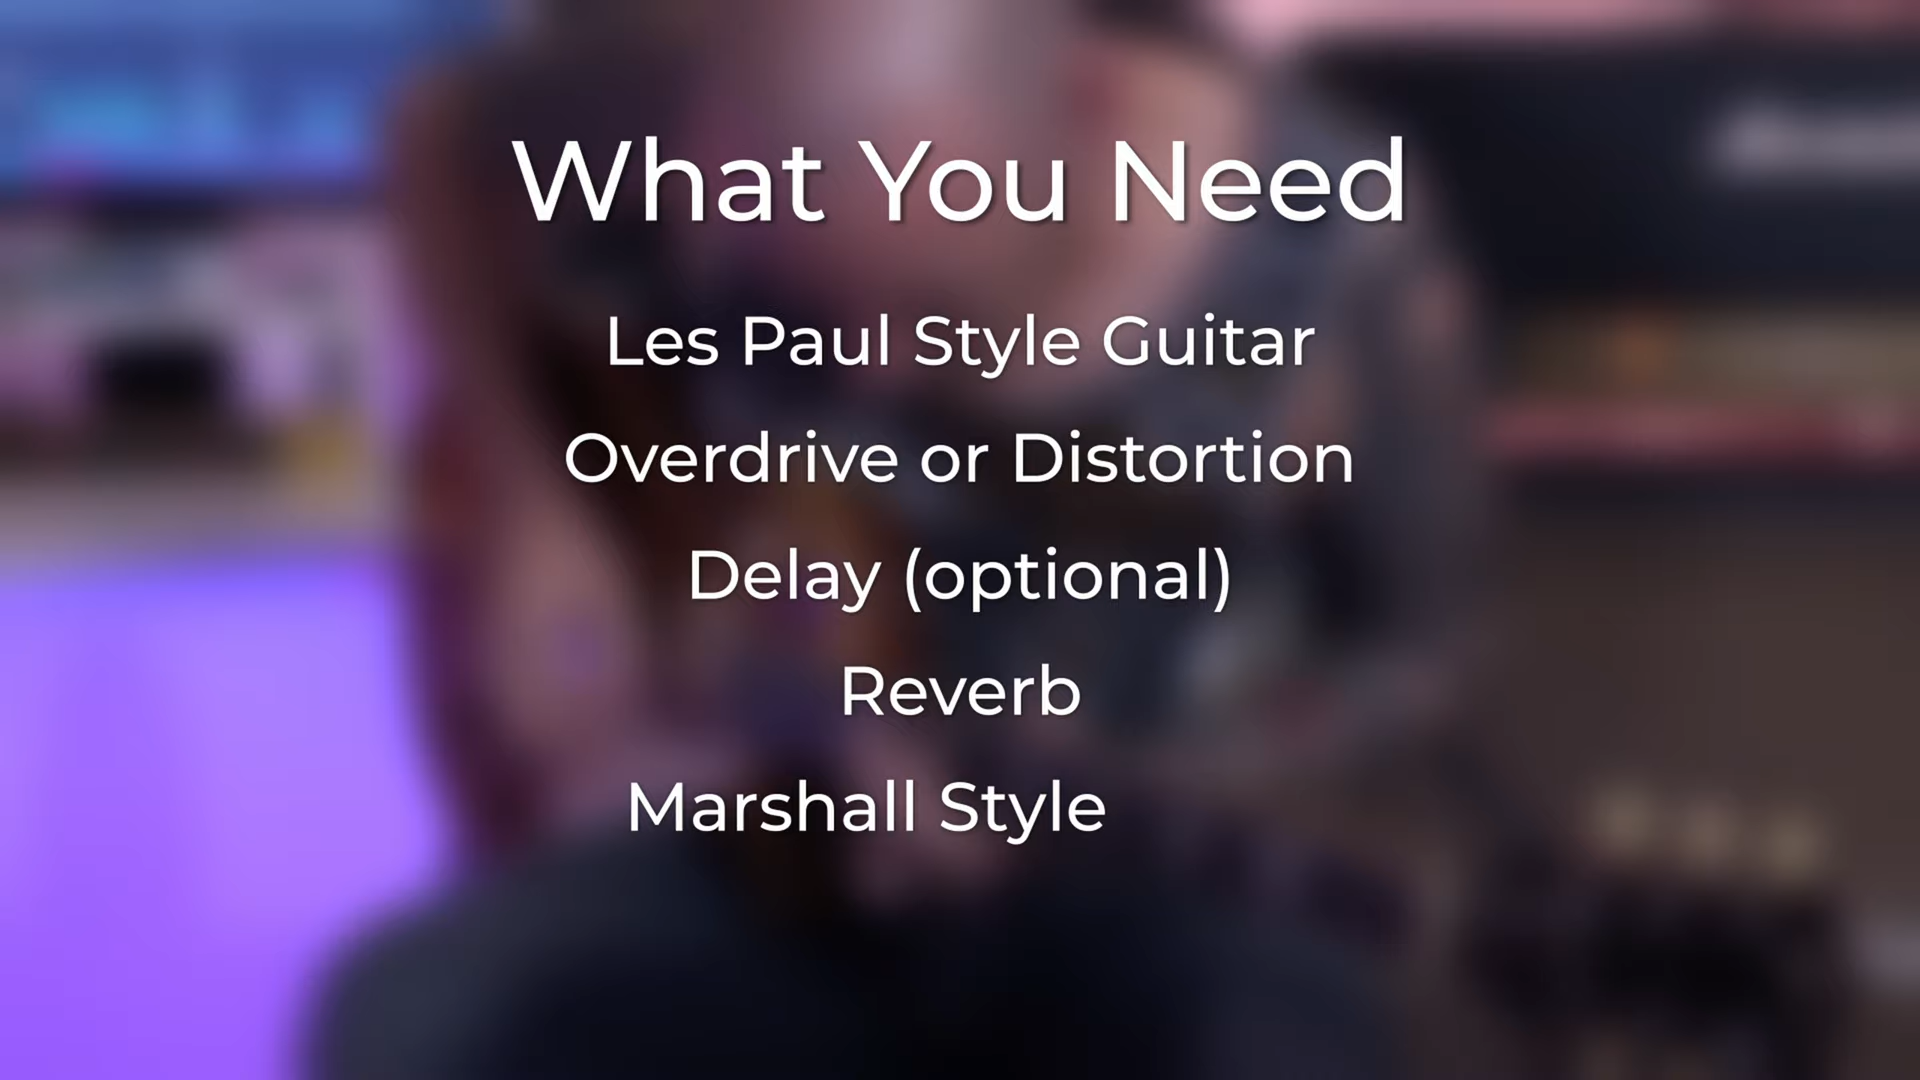 What You Need
Les Paul Style Guitar
Overdrive or Distortion
Delay (optional)
Reverb
Marshall Style